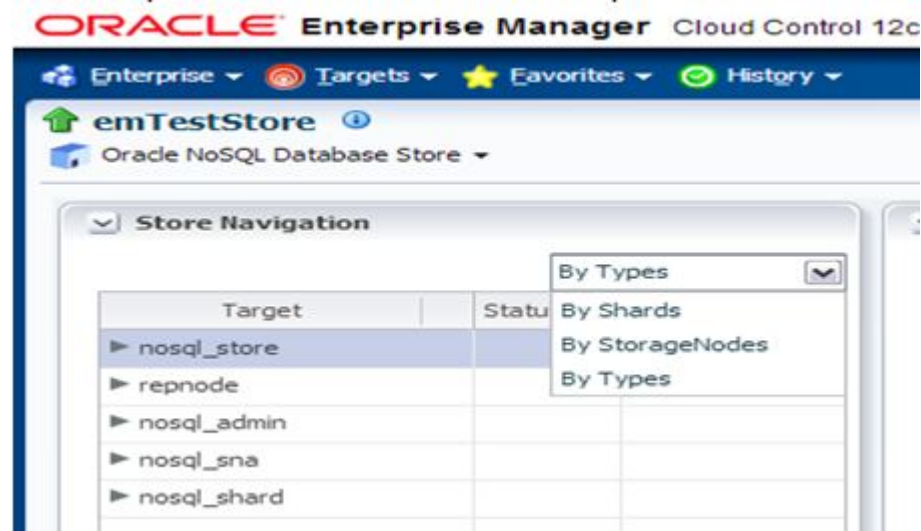 ORACLE Enterprise Manager Cloud Control 12c
Enterprise Targets Favorites History
emTestStore
Oracle NoSQL Database Store
Store Navigation
By Types
Target Statu By Shards
nosql_store By StorageNodes
repnode By Types
nosql_admin
nosql_sna
nosql_shard